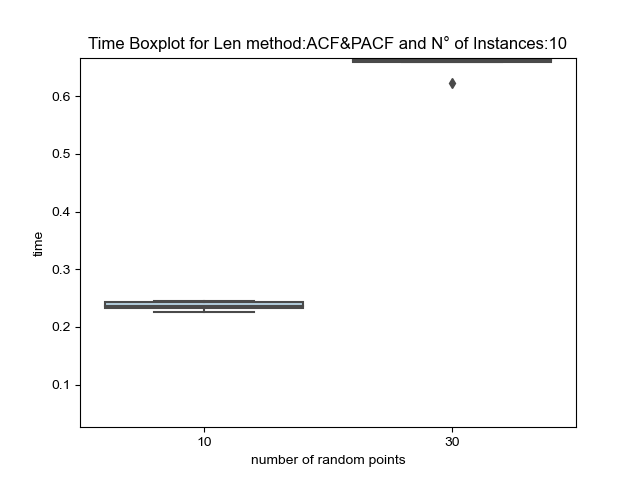 Time Boxplot for Len method:ACF&PACF and N° of Instances:10
0.6
0.5
0.4
0.3
0.2
0.1
time
10 30
number of random points